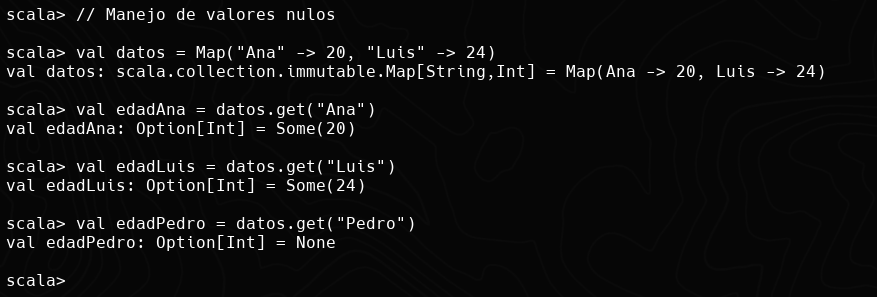 scala> // Manejo de valores nulos
scala> val datos = Map("Ana" -> 20, "Luis" -> 24)
val datos: scala.collection.immutable.Map[String,Int] = Map(Ana -> 20, Luis -> 24)
scala> val edadAna = datos.get("Ana")
val edadAna: Option[Int] = Some(20)
scala> val edadLuis = datos.get("Luis")
val edadLuis: Option[Int] = Some(24)
scala> val edadPedro = datos.get("Pedro")
val edadPedro: Option[Int] = None
scala>